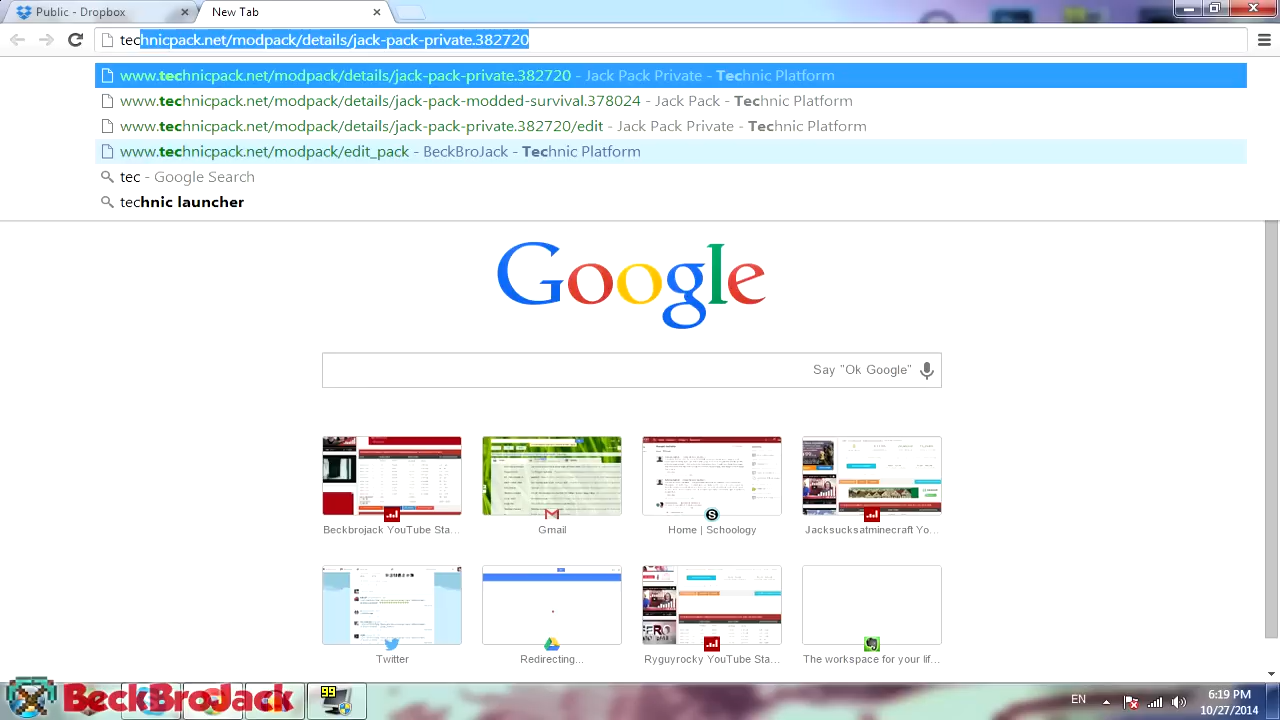 Public - Dropbox
New Tab
technicpack.net/modpack/details/jack-pack-private.382720
www.technicpack.net/modpack/details/jack-pack-private.382720 - Jack Pack Private - Technic Platform
www.technicpack.net/modpack/details/jack-pack-modded-survival.378024 - Jack Pack - Technic Platform
www.technicpack.net/modpack/details/jack-pack-private.382720/edit - Jack Pack Private - Technic Platform
www.technicpack.net/modpack/edit_pack - BeckBroJack - Technic Platform
tec - Google Search
technic launcher
Google
Say "Ok Google"
Beckbrojack YouTube Sta...
Gmail
Home | Schoology
Jacksucksatminecraft Yo...
Twitter
Redirecting...
Ryguyrocky YouTube Sta...
The workspace for your lif...
BeckBroJack
99
EN
6:19 PM
10/27/2014